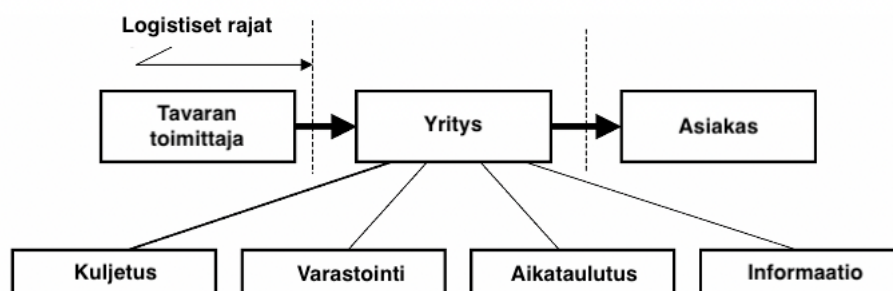 Logistiset rajat
Tavaran
toimittaja
Yritys
Asiakas
Kuljetus
Varastointi
Aikataulutus
Informaatio